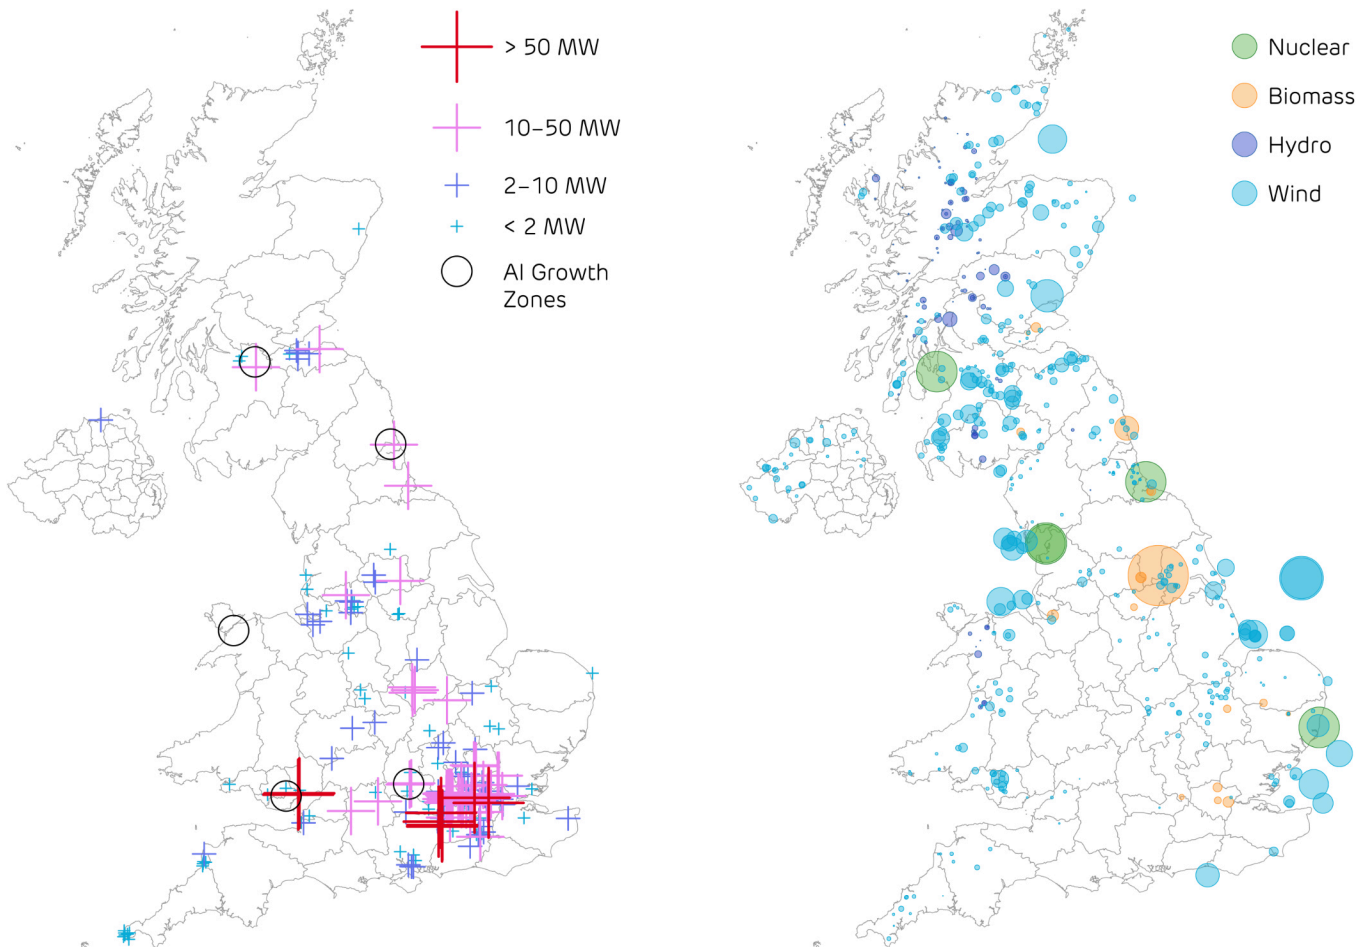 > 50 MW
10–50 MW
2–10 MW
< 2 MW
AI Growth
Zones
Nuclear
Biomass
Hydro
Wind